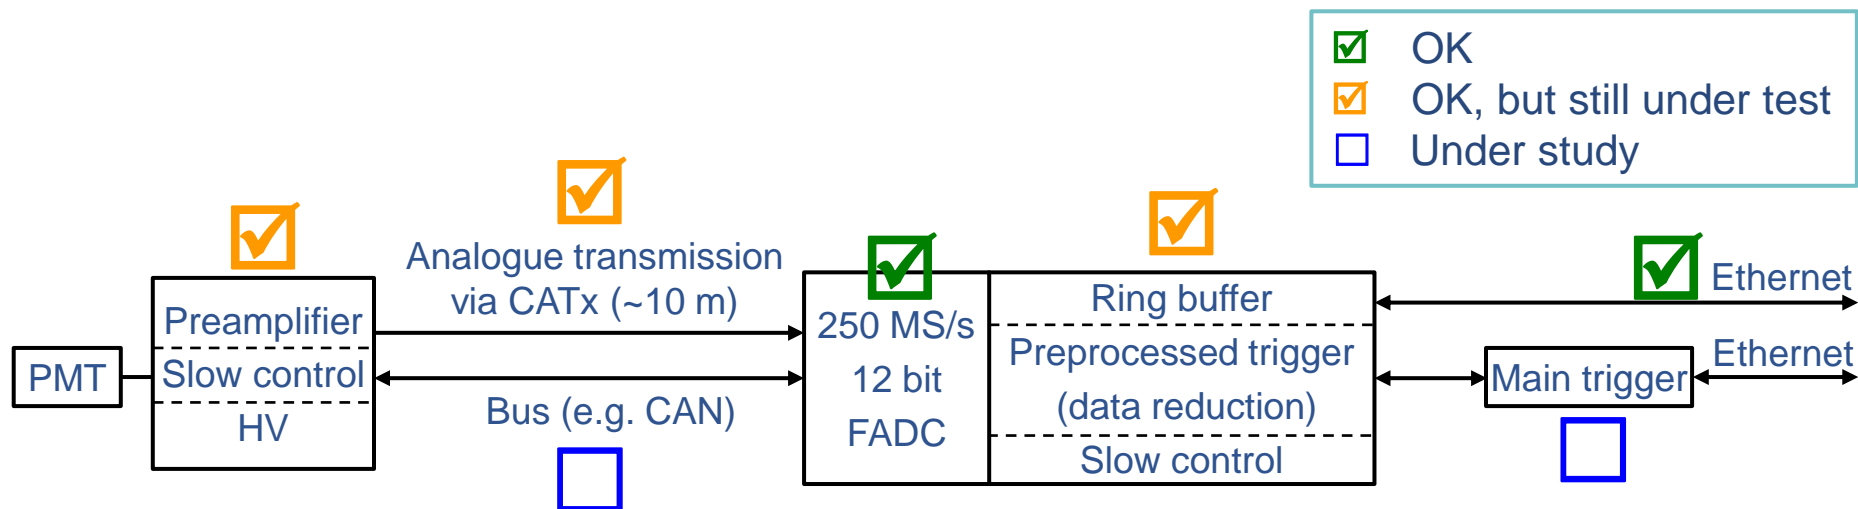 OK
OK, but still under test
Under study
Analogue transmission
via CATx (~10 m)
Bus (e.g. CAN)
PMT
Preamplifier
Slow control
HV
250 MS/s
12 bit
FADC
Ring buffer
Preprocessed trigger
(data reduction)
Slow control
Ethernet
Main trigger
Ethernet